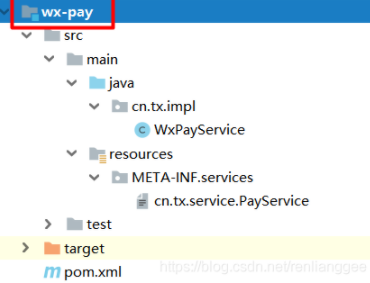 wx-pay
src
main
java
cn.tx.impl
WxPayService
resources
META-INF.services
cn.tx.service.PayService
test
target
pom.xml
https://blog.csdn.net/renlianggee